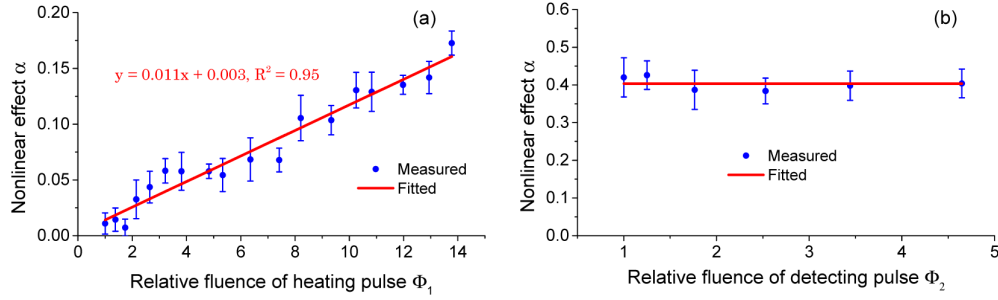 (a)
Nonlinear effect α
0.20
0.15
0.10
0.05
0.00
y = 0.011x + 0.003, R² = 0.95
Measured
Fitted
0 2 4 6 8 10 12 14
Relative fluence of heating pulse Φ₁
(b)
Nonlinear effect α
0.6
0.5
0.4
0.3
0.2
0.1
0.0
Measured
Fitted
0 1 2 3 4 5
Relative fluence of detecting pulse Φ₂